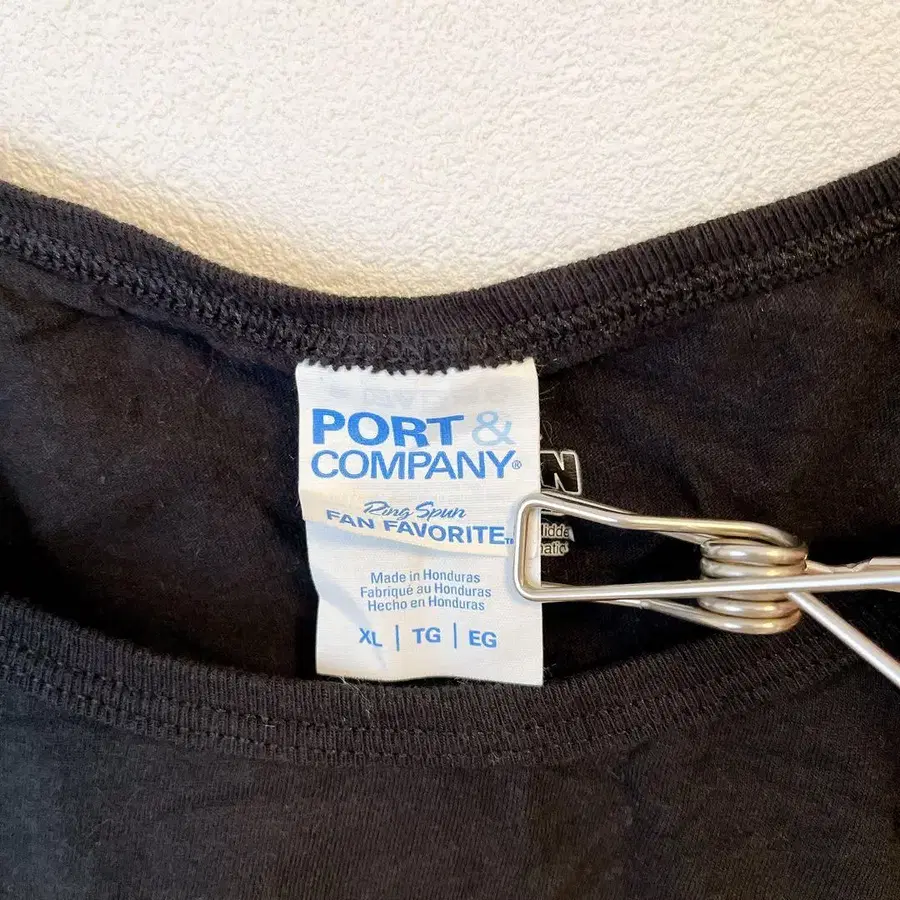 PORT &
COMPANY®
Ring Spun
FAN FAVORITE™
Made in Honduras
Fabriqué au Honduras
Hecho en Honduras
XL | TG | EG
N